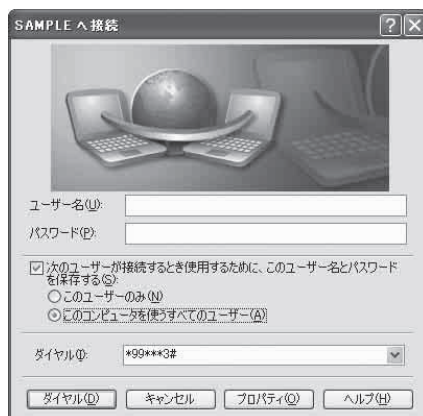 SAMPLE へ接続
ユーザー名(U):
パスワード(P):
次のユーザーが接続するとき使用するために、このユーザー名とパスワード
を保存する(S):
このユーザーのみ(N)
このコンピュータを使うすべてのユーザー(A)
ダイヤル(I): *99***3#
ダイヤル(D) キャンセル プロパティ(O) ヘルプ(H)